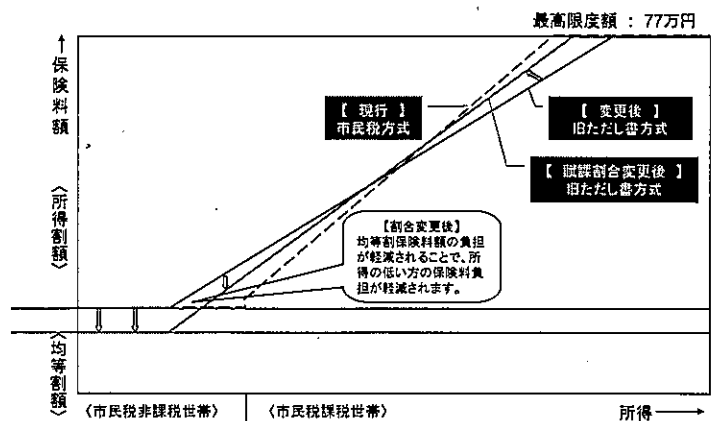 最高限度額 : 77万円
↑保険料額
〈所得割額〉
〈均等割額〉
【 現行 】
市民税方式
【 変更後 】
旧ただし書方式
【 賦課割合変更後 】
旧ただし書方式
【割合変更後】
均等割保険料額の負担
が軽減されることで、所
得の低い方の保険料負
担が軽減されます。
〈市民税非課税世帯〉
〈市民税課税世帯〉
所得→